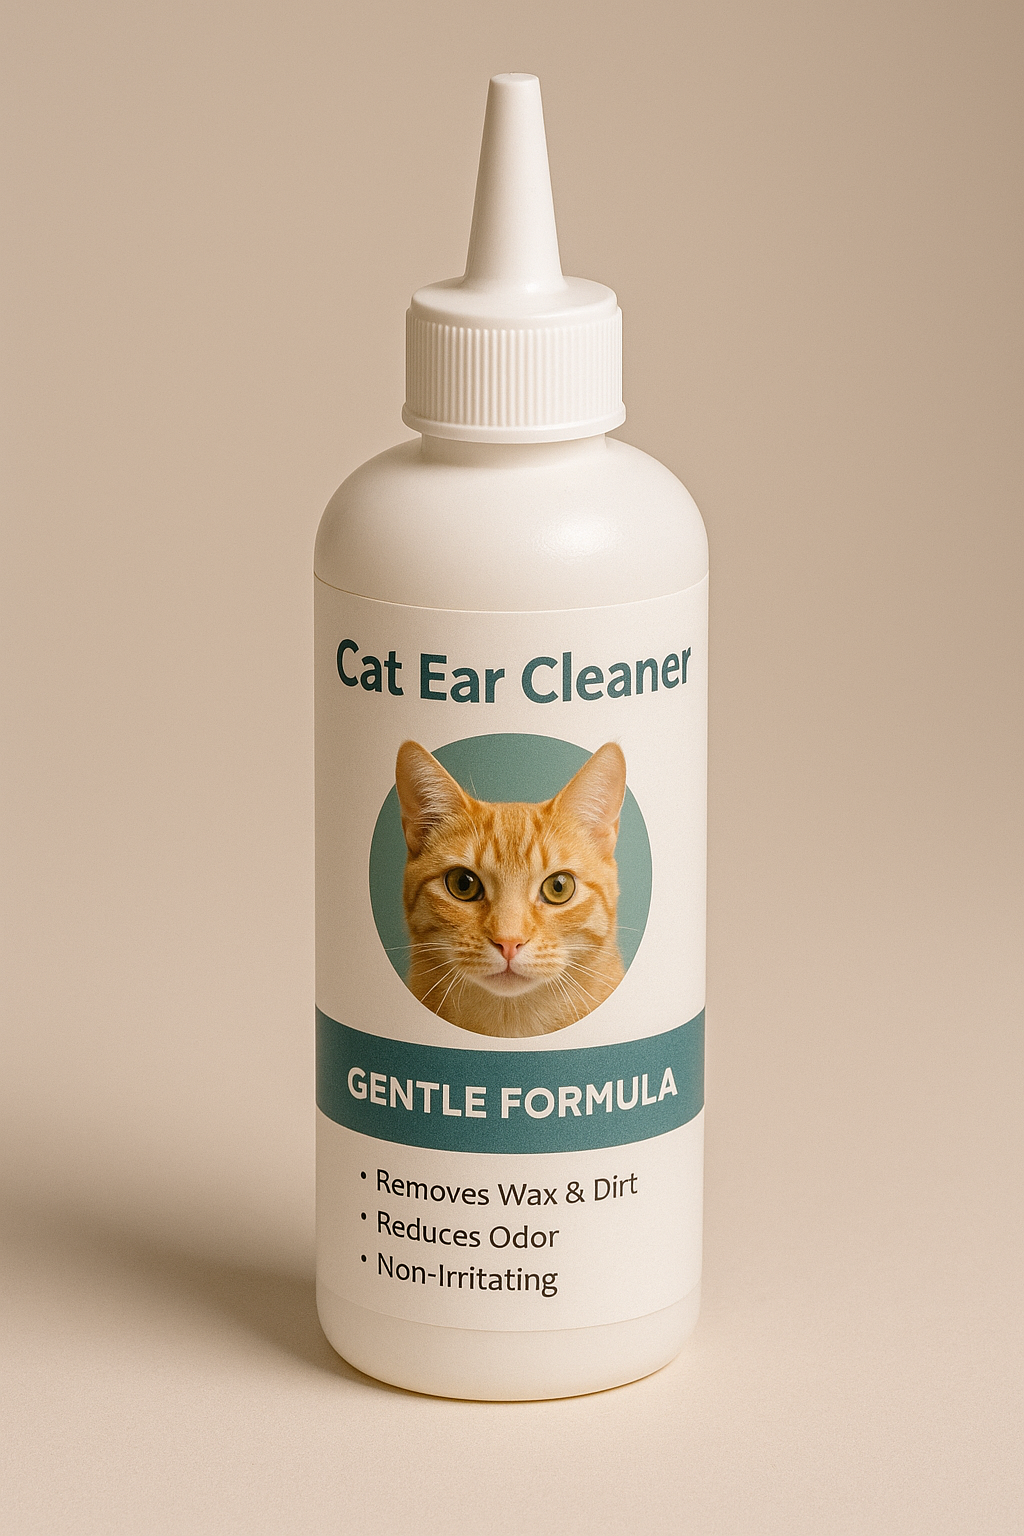 Cat Ear Cleaner
GENTLE FORMULA
• Removes Wax & Dirt
• Reduces Odor
• Non-Irritating